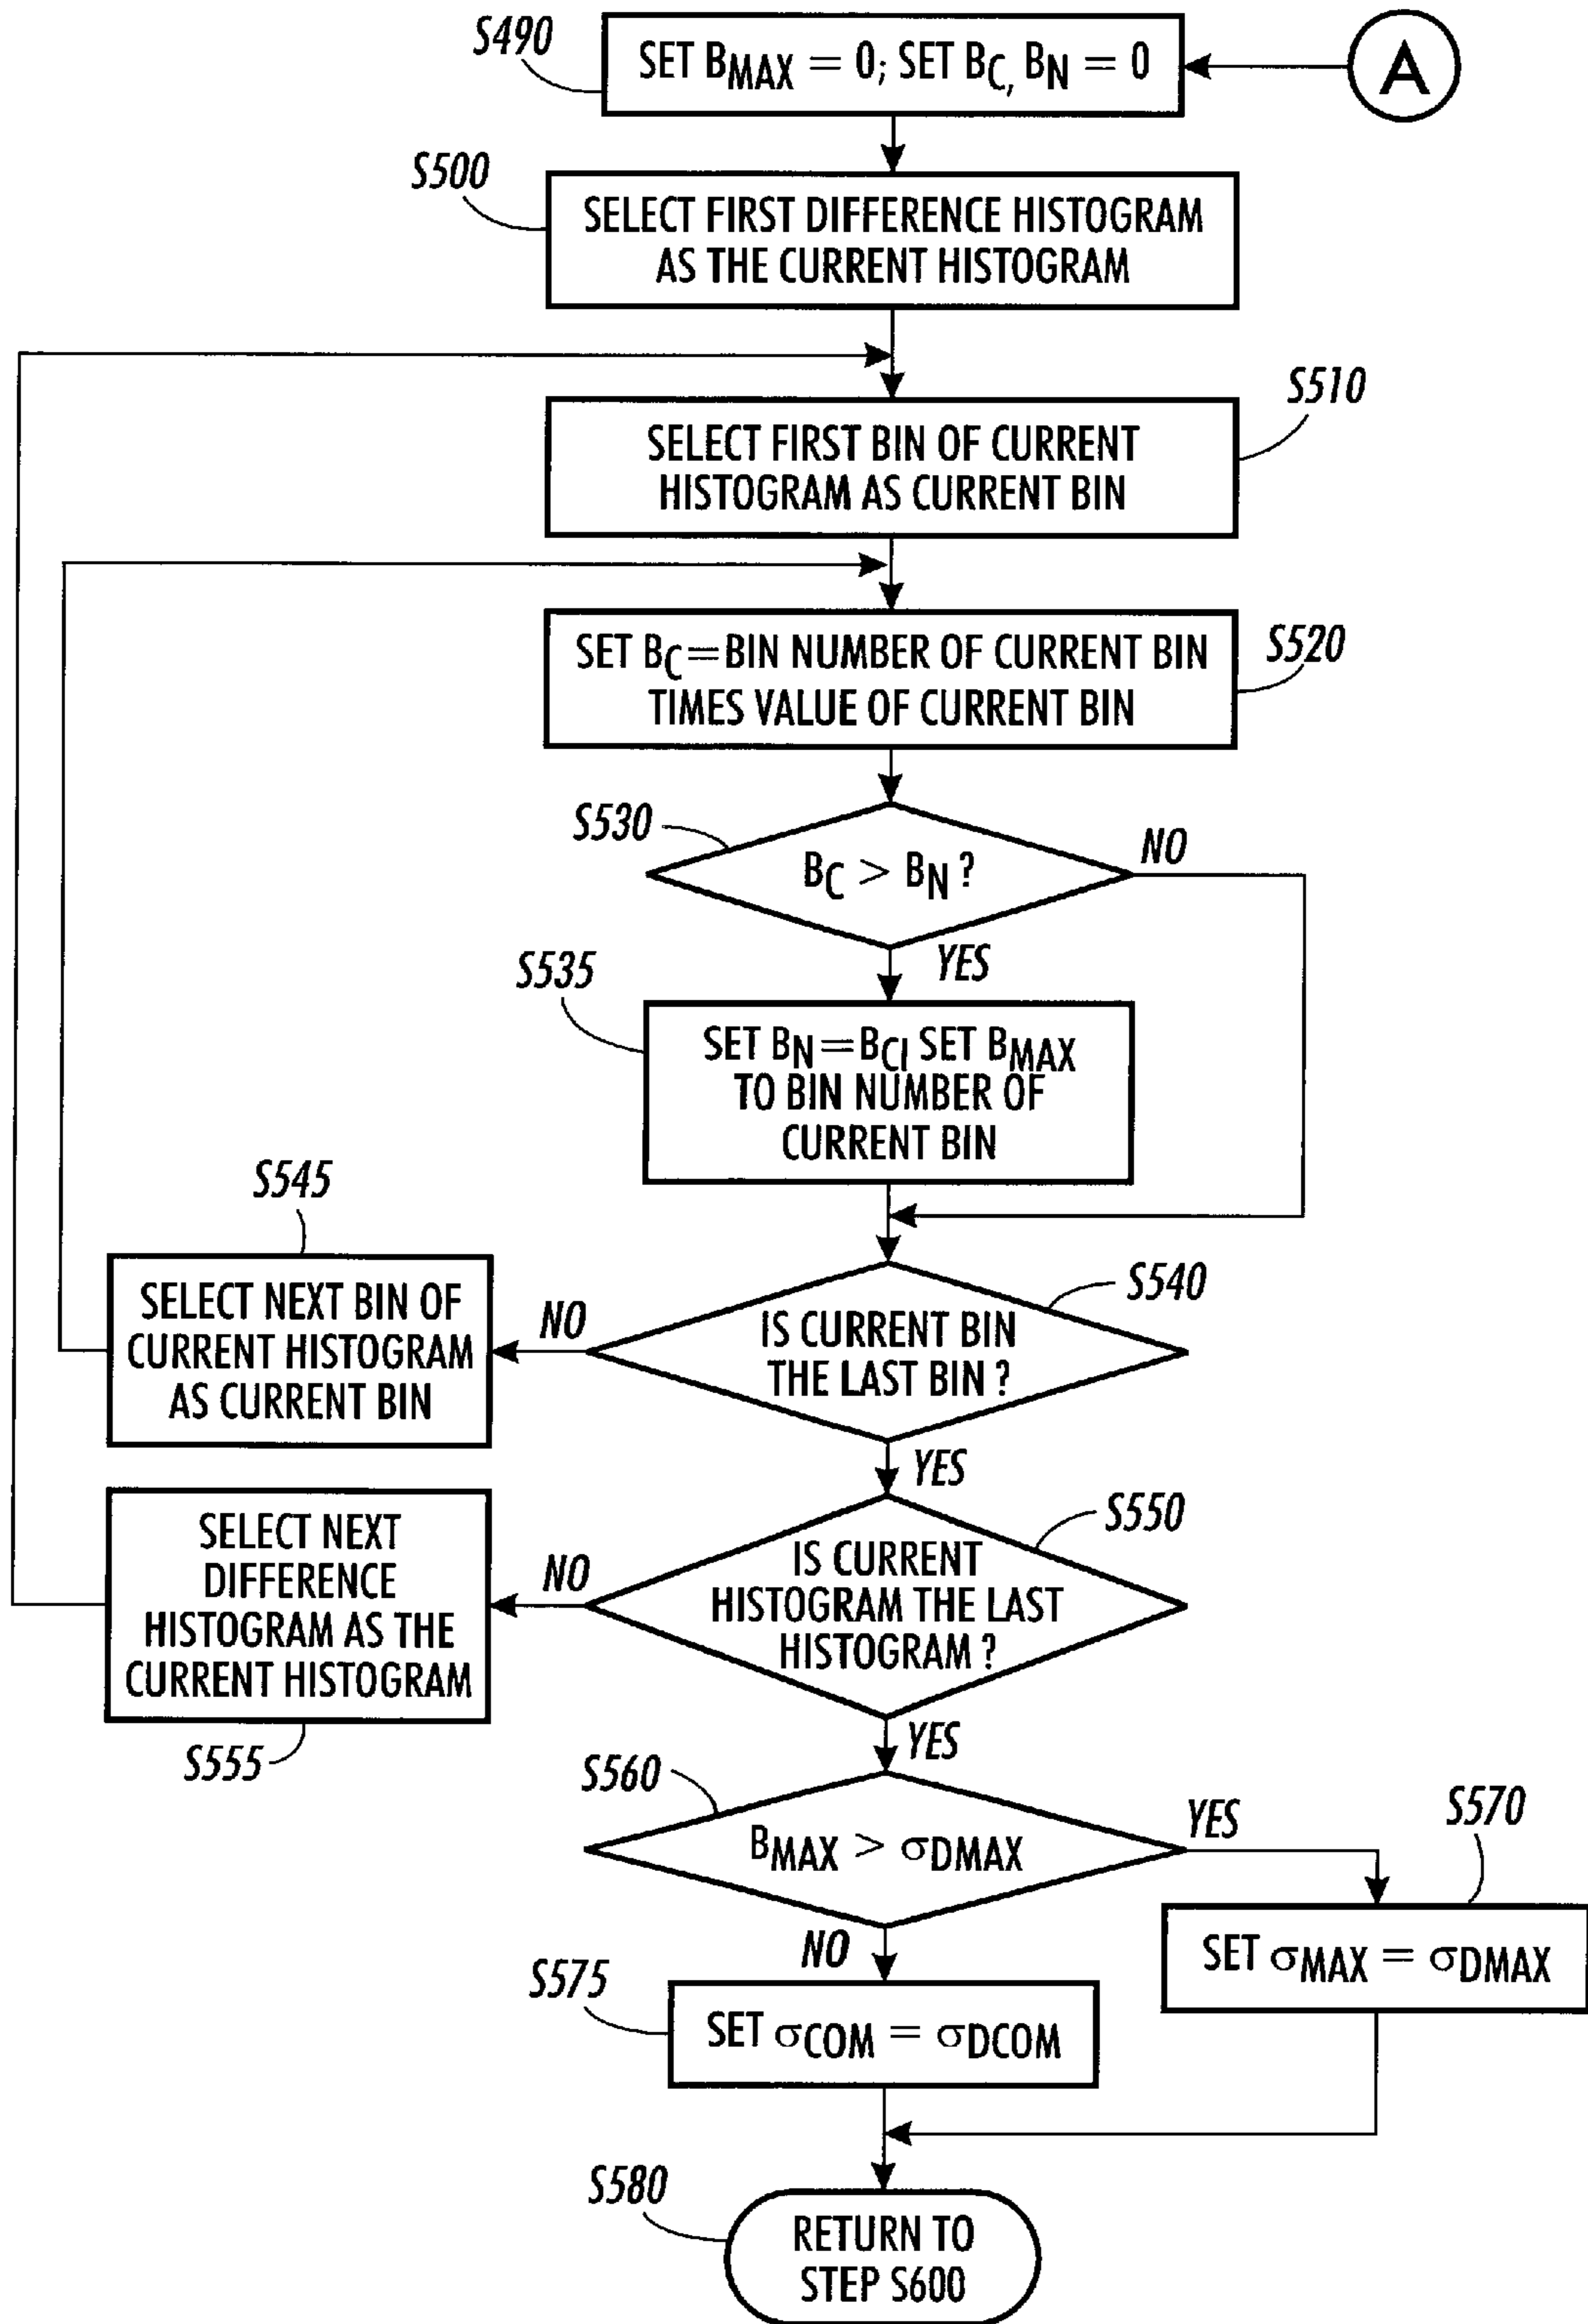 S490
SET BMAX = 0; SET BC, BN = 0
A
S500
SELECT FIRST DIFFERENCE HISTOGRAM
AS THE CURRENT HISTOGRAM
S510
SELECT FIRST BIN OF CURRENT
HISTOGRAM AS CURRENT BIN
S520
SET BC=BIN NUMBER OF CURRENT BIN
TIMES VALUE OF CURRENT BIN
S530
BC > BN ?
NO
YES
S535
SET BN=BCI SET BMAX
TO BIN NUMBER OF
CURRENT BIN
S545
SELECT NEXT BIN OF
CURRENT HISTOGRAM
AS CURRENT BIN
NO
S540
IS CURRENT BIN
THE LAST BIN ?
YES
SELECT NEXT
DIFFERENCE
HISTOGRAM AS THE
CURRENT HISTOGRAM
S555
NO
S550
IS CURRENT
HISTOGRAM THE LAST
HISTOGRAM ?
YES
S560
BMAX > σDMAX
YES
S570
SET σMAX = σDMAX
NO
S575
SET σCOM = σDCOM
S580
RETURN TO
STEP S600